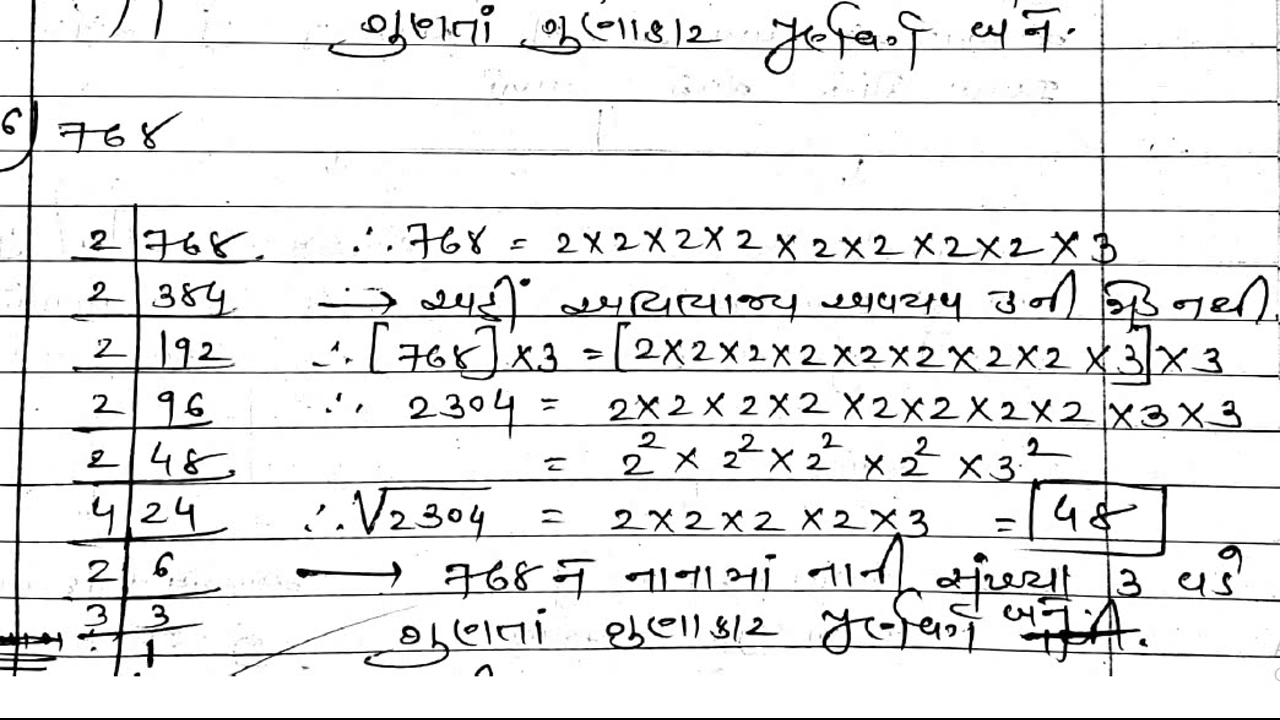 ગુણતાં ગુણાકાર પૂર્ણવર્ગ બને.
6) 768
2 | 768. ∴ 768 = 2×2×2×2×2×2×2×2×3
2 | 384 → અહીં અવિભાજ્ય અવયવ 3ની જોડ નથી.
2 | 192 ∴ [768]×3 = [2×2×2×2×2×2×2×2×3]×3
2 | 96 ∴ 2304 = 2×2×2×2×2×2×2×2×3×3
2 | 48. = 2² × 2² × 2² × 2² × 3²
4 | 24 ∴ √2304 = 2×2×2×2×3 = 48
2 | 6 → 768 ને નાનામાં નાની સંખ્યા 3 વડે
3 | 3 ગુણતાં ગુણાકાર પૂર્ણવર્ગ બને.
1